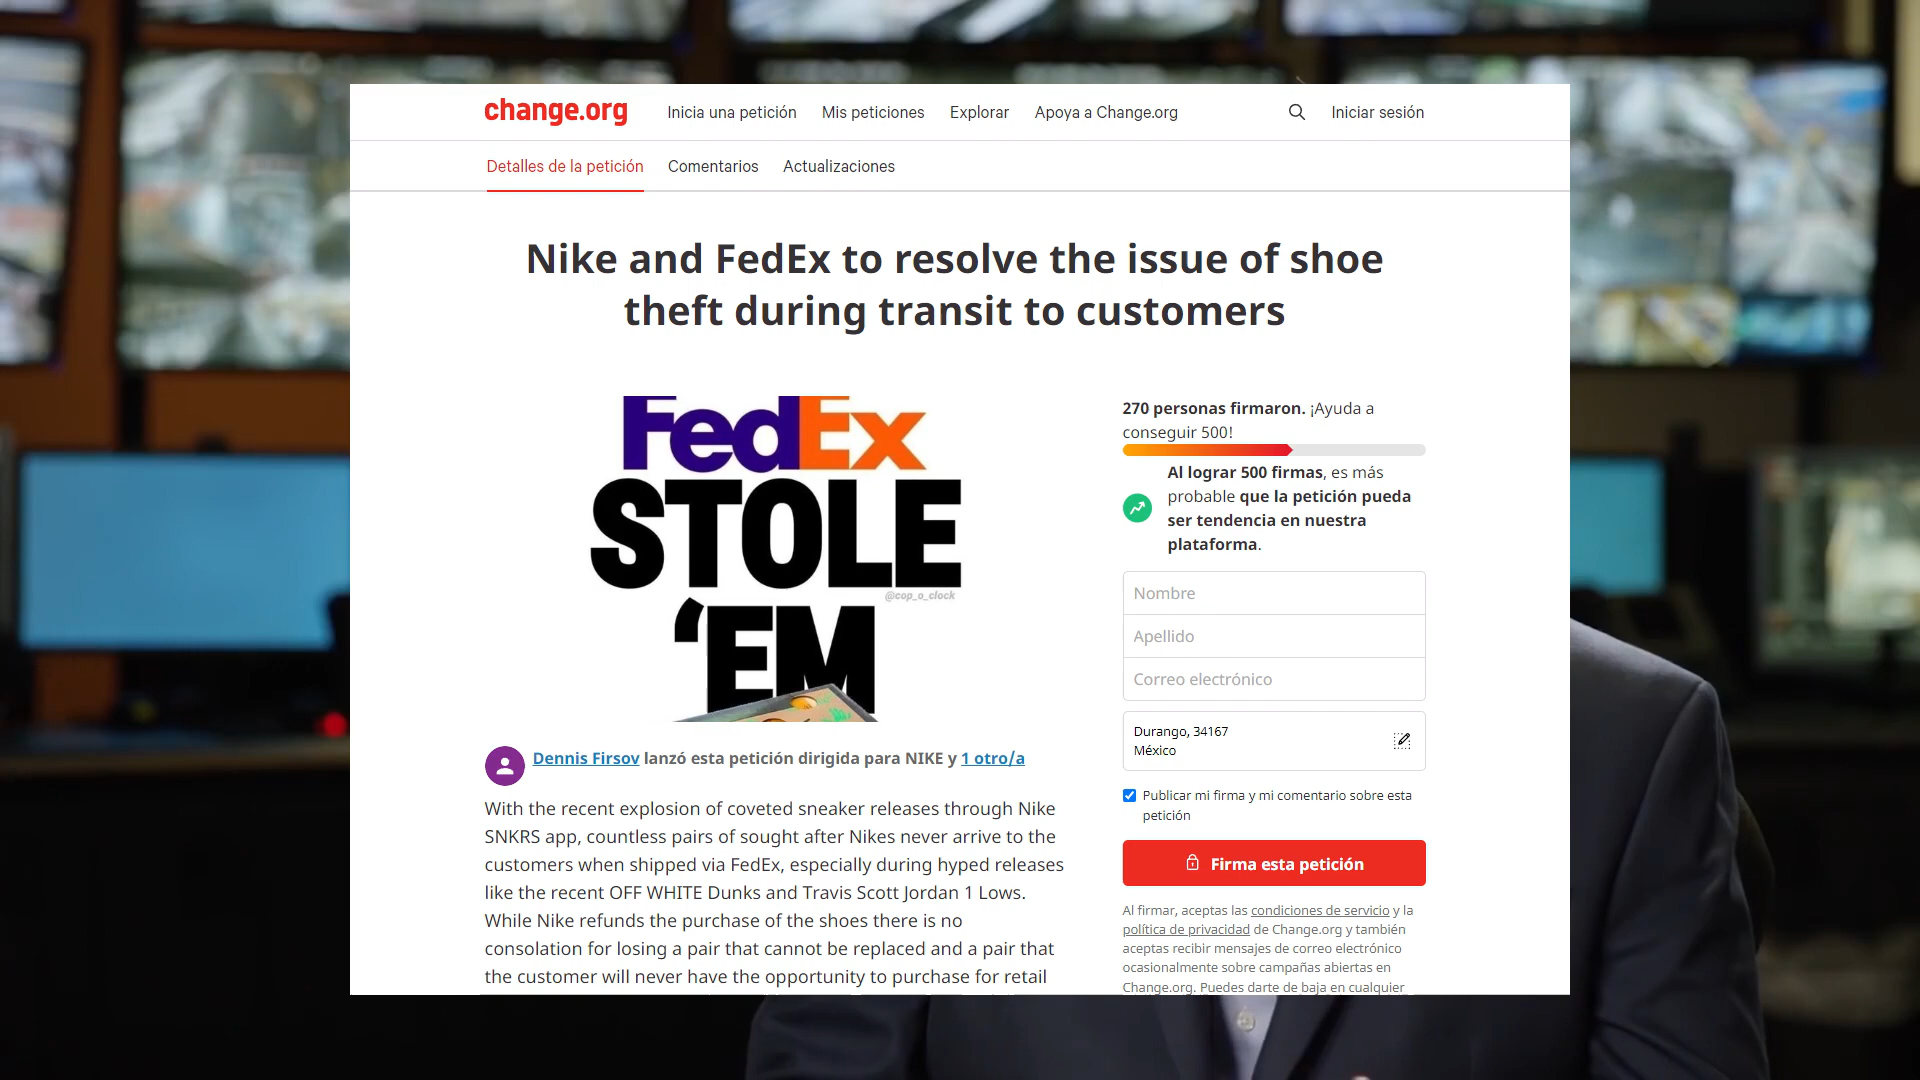 change.org
Inicia una petición
Mis peticiones
Explorar
Apoya a Change.org
Iniciar sesión
Detalles de la petición
Comentarios
Actualizaciones
Nike and FedEx to resolve the issue of shoe
theft during transit to customers
FedEx
STOLE
@cop_o_clock
‘EM
Dennis Firsov lanzó esta petición dirigida para NIKE y 1 otro/a
With the recent explosion of coveted sneaker releases through Nike
SNKRS app, countless pairs of sought after Nikes never arrive to the
customers when shipped via FedEx, especially during hyped releases
like the recent OFF WHITE Dunks and Travis Scott Jordan 1 Lows.
While Nike refunds the purchase of the shoes there is no
consolation for losing a pair that cannot be replaced and a pair that
the customer will never have the opportunity to purchase for retail
270 personas firmaron. ¡Ayuda a
conseguir 500!
Al lograr 500 firmas, es más
probable que la petición pueda
ser tendencia en nuestra
plataforma.
Nombre
Apellido
Correo electrónico
Durango, 34167
México
Publicar mi firma y mi comentario sobre esta
petición
Firma esta petición
Al firmar, aceptas las condiciones de servicio y la
política de privacidad de Change.org y también
aceptas recibir mensajes de correo electrónico
ocasionalmente sobre campañas abiertas en
Change.org. Puedes darte de baja en cualquier